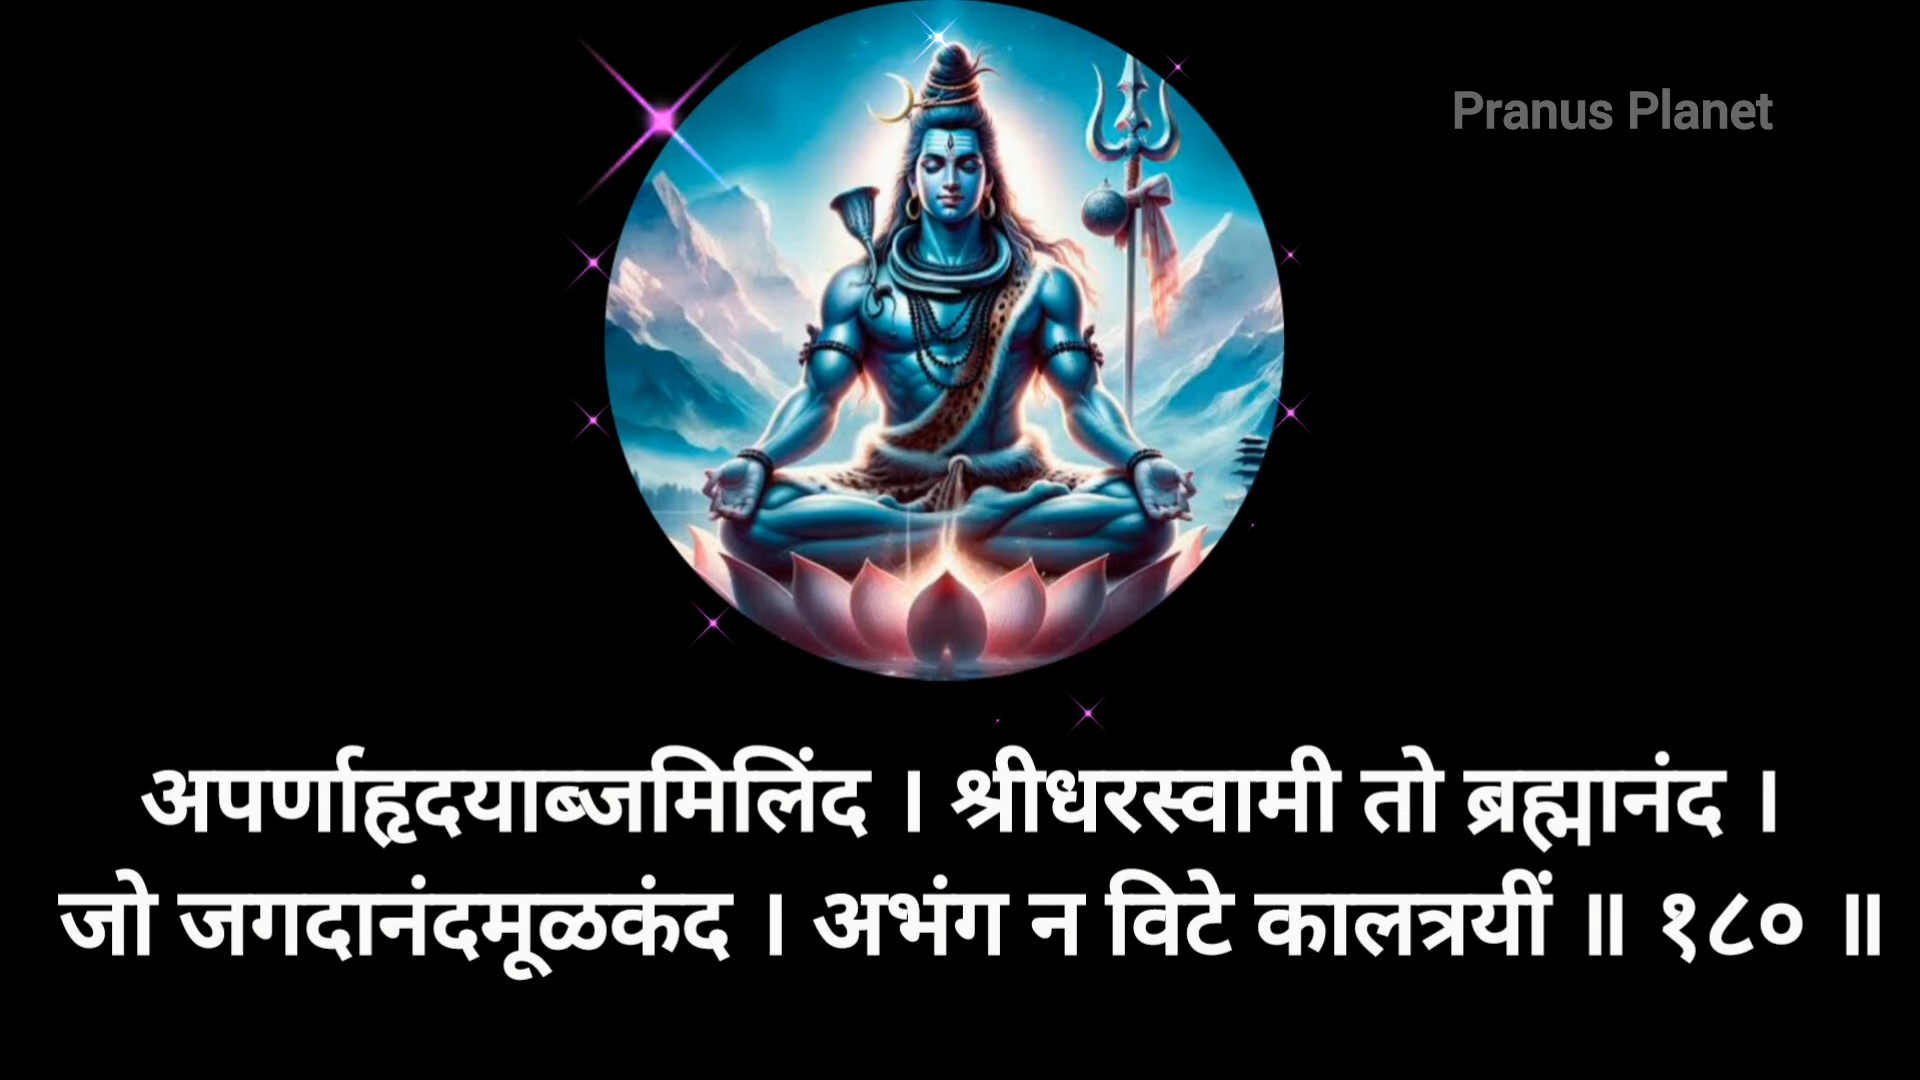 Pranus Planet
अपर्णाहृदयाब्जमिलिंद । श्रीधरस्वामी तो ब्रह्मानंद ।
जो जगदानंदमूळकंद । अभंग न विटे कालत्रयीं ॥ १८० ॥